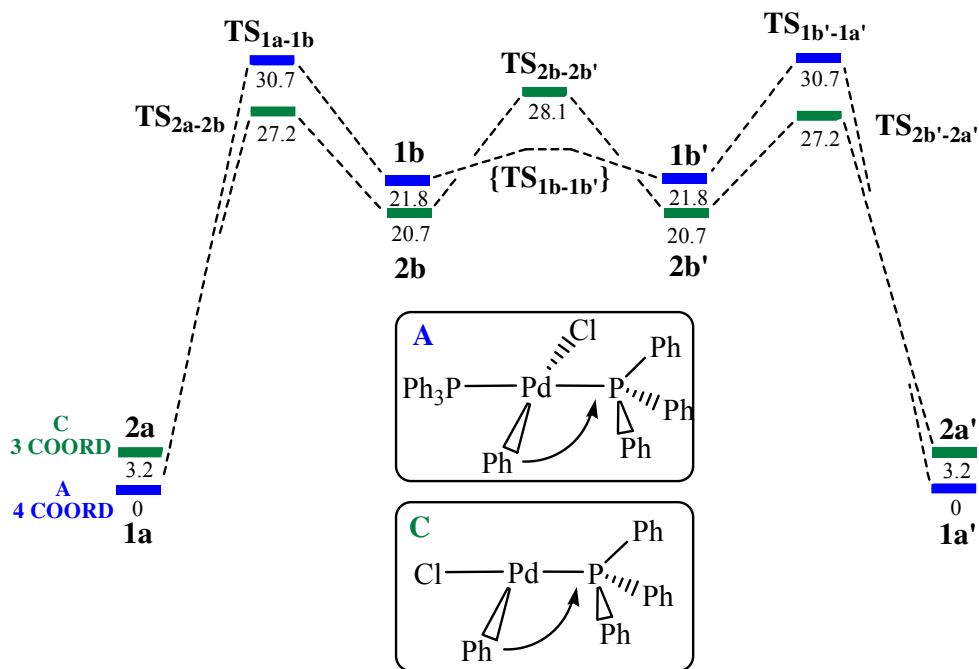 TS1a-1b
30.7
TS2a-2b
27.2
TS2b-2b'
28.1
TS1b'-1a'
30.7
27.2
TS2b'-2a'
1b
21.8
20.7
2b
{TS1b-1b'}
1b'
21.8
20.7
2b'
A
Cl
Ph3P
Pd
P
Ph
Ph
Ph
Ph
C
3 COORD
2a
3.2
A
4 COORD
0
1a
2a'
3.2
0
1a'
C
Cl
Pd
P
Ph
Ph
Ph
Ph